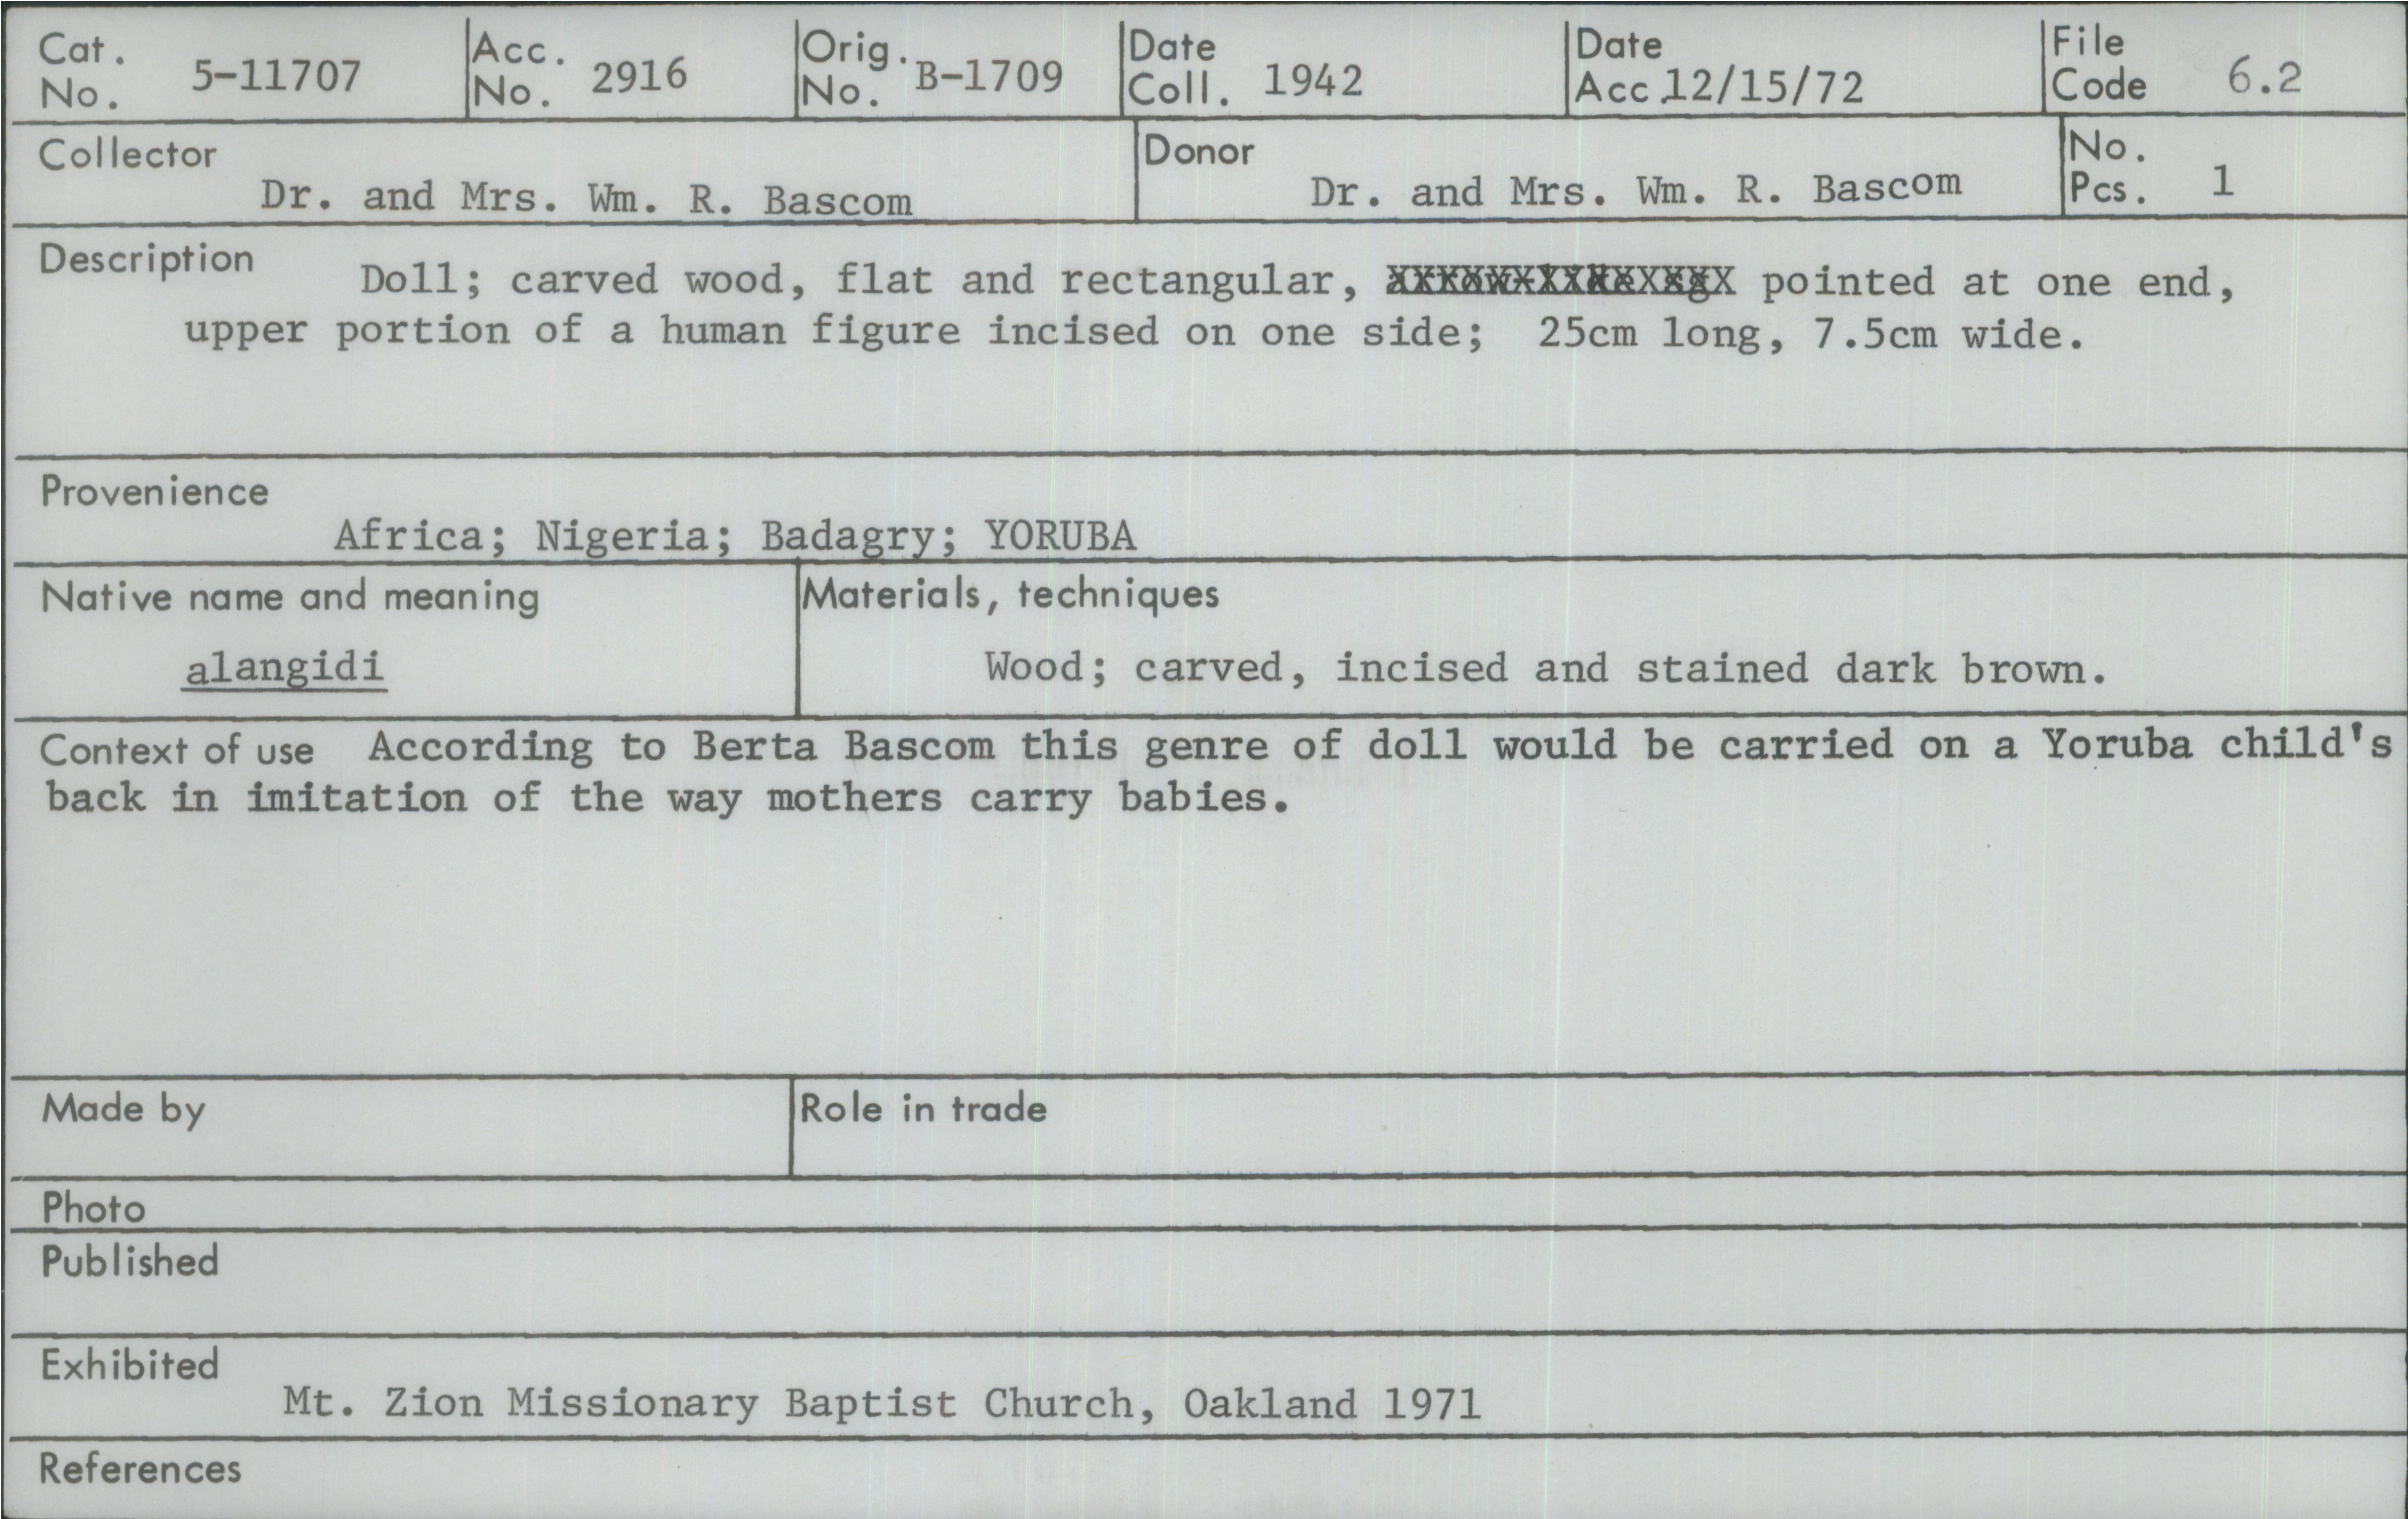 Cat. No. 5-11707
Acc. No. 2916
Orig. No. B-1709
Date Coll. 1942
Date Acc. 12/15/72
File Code 6.2
Collector
Dr. and Mrs. Wm. R. Bascom
Donor
Dr. and Mrs. Wm. R. Bascom
No. Pcs. 1
Description Doll; carved wood, flat and rectangular, pointed at one end,
upper portion of a human figure incised on one side; 25cm long, 7.5cm wide.
Provenience
Africa; Nigeria; Badagry; YORUBA
Native name and meaning
alangidi
Materials, techniques
Wood; carved, incised and stained dark brown.
Context of use According to Berta Bascom this genre of doll would be carried on a Yoruba child's
back in imitation of the way mothers carry babies.
Made by
Role in trade
Photo
Published
Exhibited
Mt. Zion Missionary Baptist Church, Oakland 1971
References